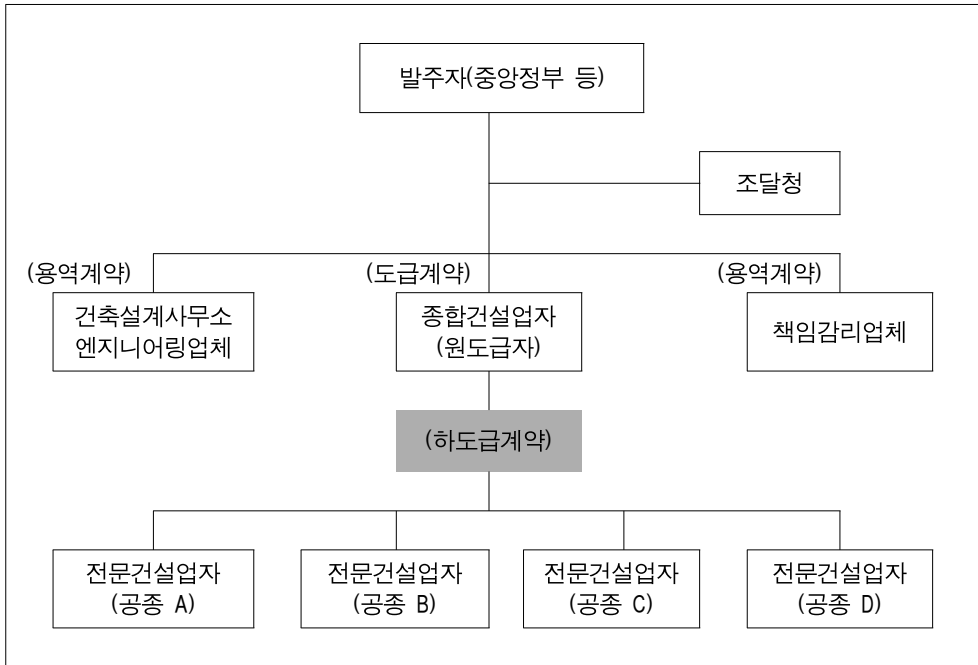 발주자(중앙정부 등)
조달청
(용역계약)
(도급계약)
(용역계약)
건축설계사무소
엔지니어링업체
종합건설업자
(원도급자)
책임감리업체
(하도급계약)
전문건설업자
(공종 A)
전문건설업자
(공종 B)
전문건설업자
(공종 C)
전문건설업자
(공종 D)